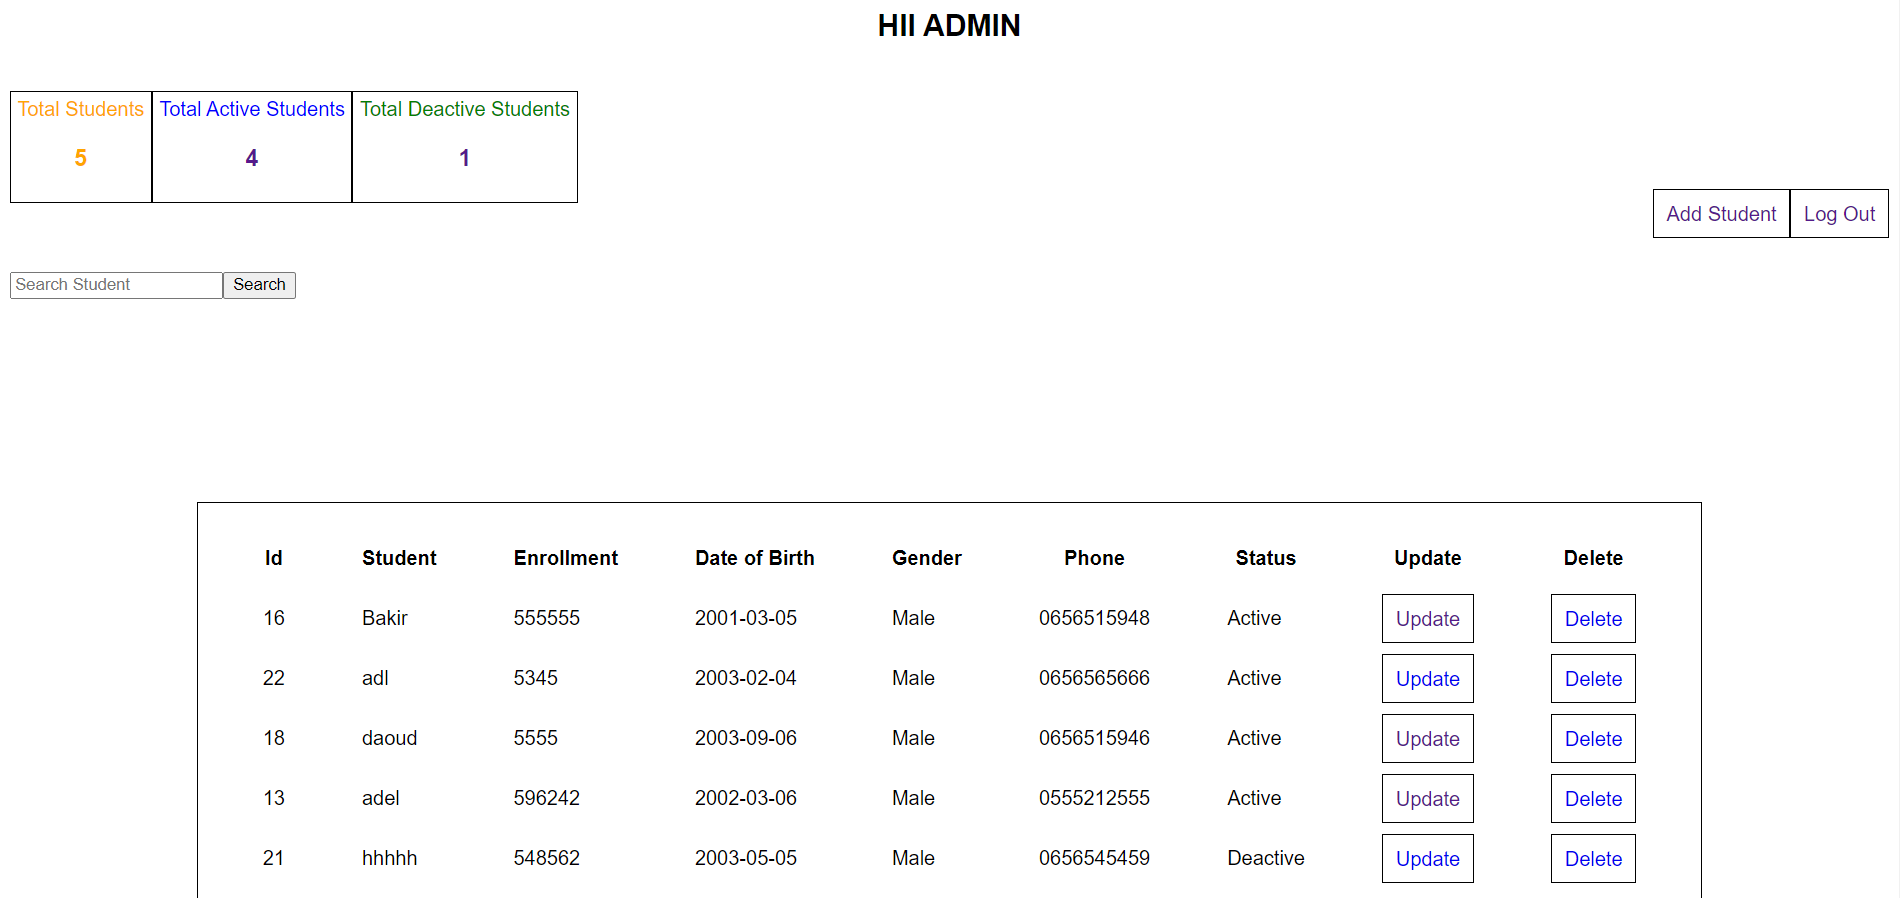 HII ADMIN
Total Students Total Active Students Total Deactive Students
5 4 1
Add Student Log Out
Search Student Search
Id Student Enrollment Date of Birth Gender Phone Status Update Delete
16 Bakir 555555 2001-03-05 Male 0656515948 Active Update Delete
22 adl 5345 2003-02-04 Male 0656565666 Active Update Delete
18 daoud 5555 2003-09-06 Male 0656515946 Active Update Delete
13 adel 596242 2002-03-06 Male 0555212555 Active Update Delete
21 hhhhh 548562 2003-05-05 Male 0656545459 Deactive Update Delete